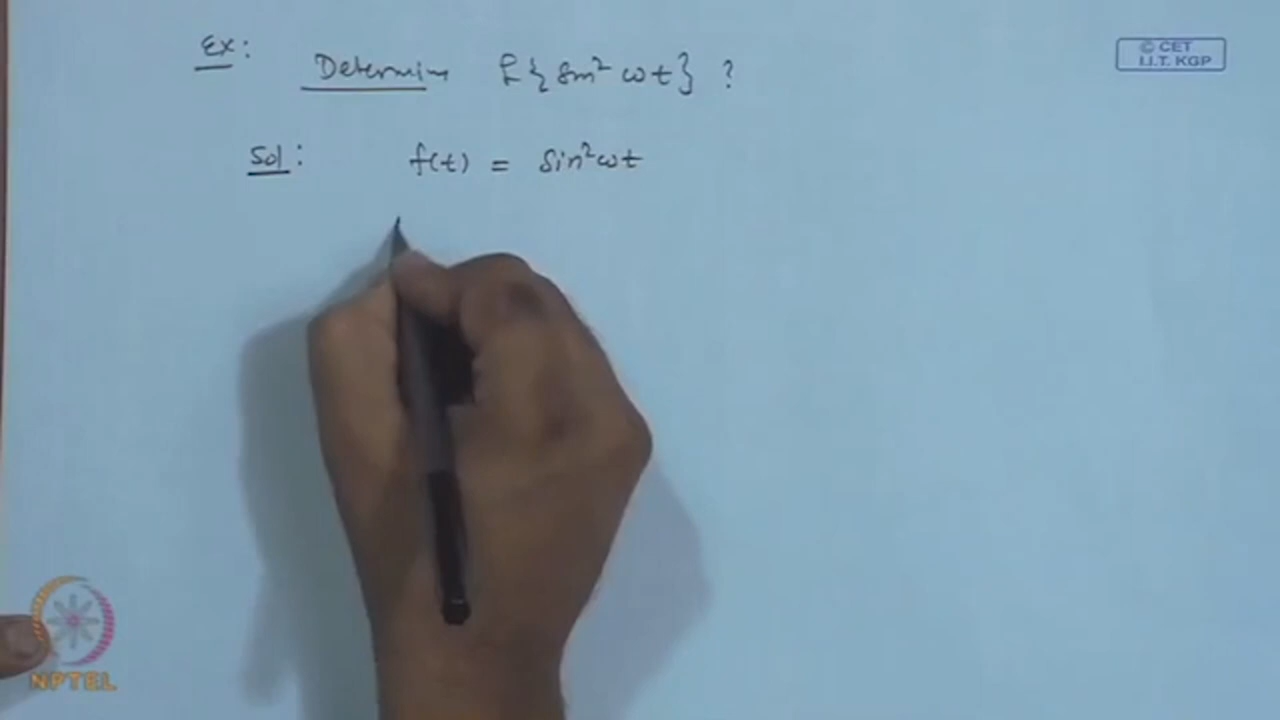 Ex:
Determine £{sin² ωt} ?
Sol: f(t) = sin²ωt
© CET
I.I.T. KGP
NPTEL